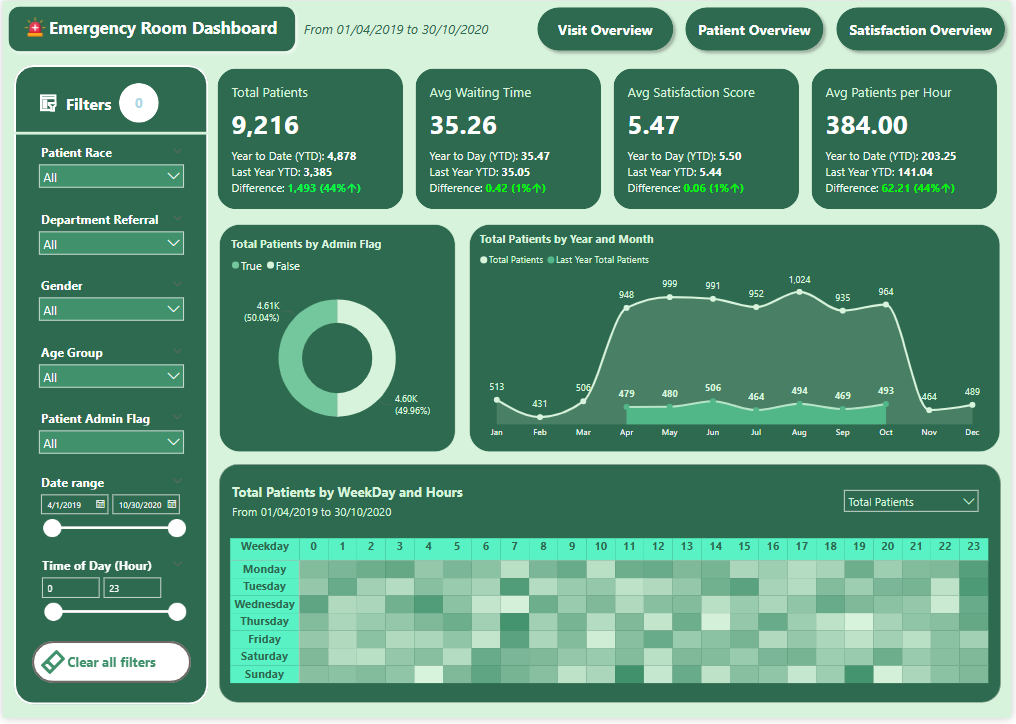 Emergency Room Dashboard
From 01/04/2019 to 30/10/2020
Visit Overview
Patient Overview
Satisfaction Overview
Filters
0
Patient Race
All
Department Referral
All
Gender
All
Age Group
All
Patient Admin Flag
All
Date range
4/1/2019
10/30/2020
Time of Day (Hour)
0
23
Clear all filters
Total Patients
9,216
Year to Date (YTD): 4,878
Last Year YTD: 3,385
Difference: 1,493 (44%↑)
Avg Waiting Time
35.26
Year to Day (YTD): 35.47
Last Year YTD: 35.05
Difference: 0.42 (1%↑)
Avg Satisfaction Score
5.47
Year to Day (YTD): 5.50
Last Year YTD: 5.44
Difference: 0.06 (1%↑)
Avg Patients per Hour
384.00
Year to Date (YTD): 203.25
Last Year YTD: 141.04
Difference: 62.21 (44%↑)
Total Patients by Admin Flag
True False
4.61K
(50.04%)
4.60K
(49.96%)
Total Patients by Year and Month
Total Patients Last Year Total Patients
513 431 506 948 999 991 952 1,024 935 964 464 489
479 480 506 464 494 469 493
Jan Feb Mar Apr May Jun Jul Aug Sep Oct Nov Dec
Total Patients by WeekDay and Hours
From 01/04/2019 to 30/10/2020
Total Patients
Weekday 0 1 2 3 4 5 6 7 8 9 10 11 12 13 14 15 16 17 18 19 20 21 22 23
Monday
Tuesday
Wednesday
Thursday
Friday
Saturday
Sunday